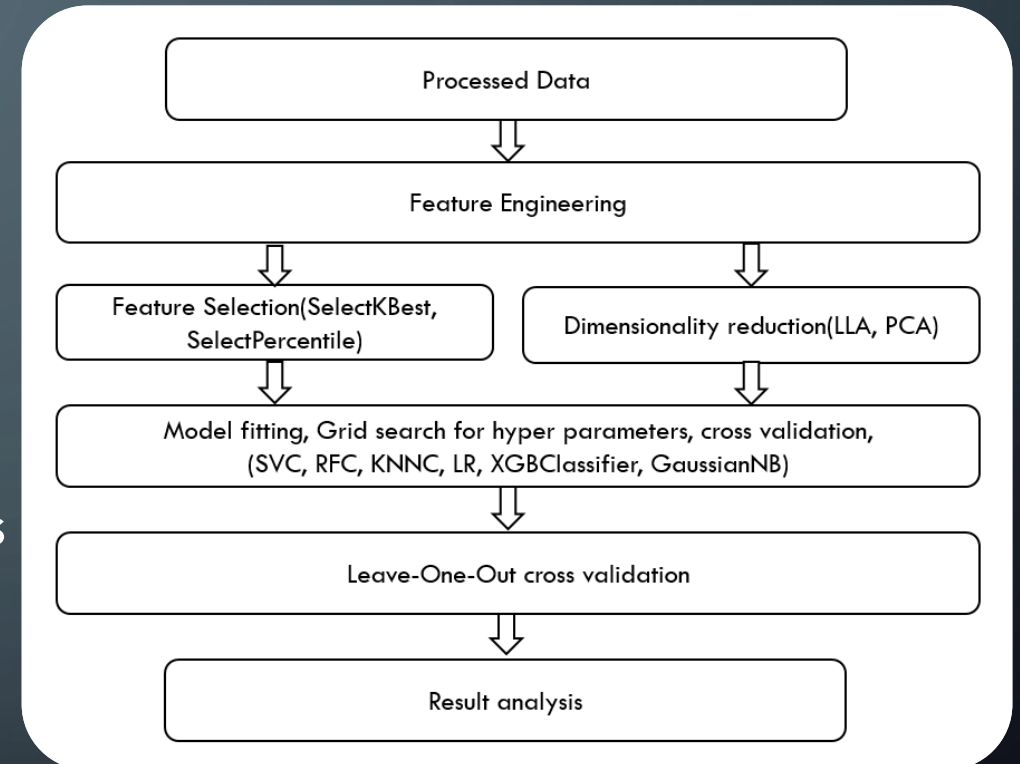 Processed Data
Feature Engineering
Feature Selection(SelectKBest,
SelectPercentile)
Dimensionality reduction(LLA, PCA)
Model fitting, Grid search for hyper parameters, cross validation,
(SVC, RFC, KNNC, LR, XGBClassifier, GaussianNB)
Leave-One-Out cross validation
Result analysis